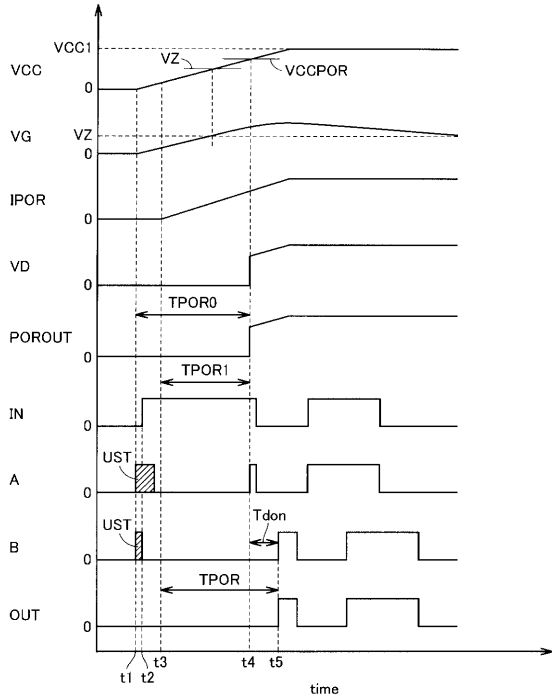 VCC1
VCC
VZ
VCCPOR
0
VG
VZ
0
IPOR
0
VD
0
TPOR0
POROUT
0
TPOR1
IN
0
UST
A
0
UST
Tdon
B
0
TPOR
OUT
0
t1
t2
t3
t4
t5
time